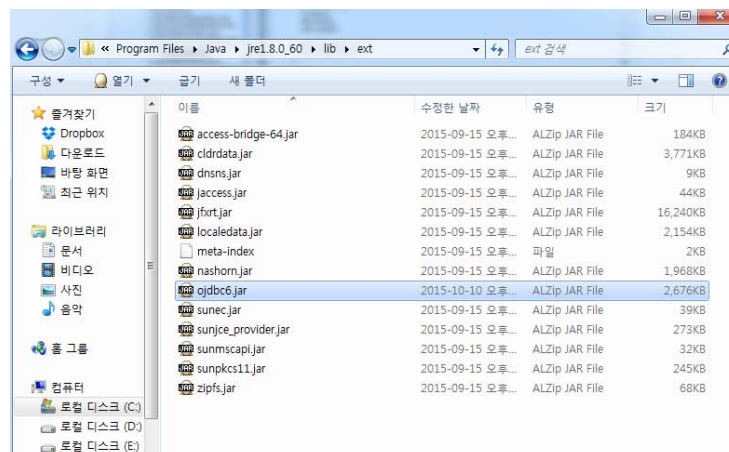 « Program Files ▸ Java ▸ jre1.8.0_60 ▸ lib ▸ ext
ext 검색
구성 ▼ 열기 ▼ 굽기 새 폴더
이름 수정한 날짜 유형 크기
access-bridge-64.jar 2015-09-15 오후... ALZip JAR File 184KB
cldrdata.jar 2015-09-15 오후... ALZip JAR File 3,771KB
dnsns.jar 2015-09-15 오후... ALZip JAR File 9KB
jaccess.jar 2015-09-15 오후... ALZip JAR File 44KB
jfxrt.jar 2015-09-15 오후... ALZip JAR File 16,240KB
localedata.jar 2015-09-15 오후... ALZip JAR File 2,154KB
meta-index 2015-09-15 오후... 파일 2KB
nashorn.jar 2015-09-15 오후... ALZip JAR File 1,968KB
ojdbc6.jar 2015-10-10 오후... ALZip JAR File 2,676KB
sunec.jar 2015-09-15 오후... ALZip JAR File 39KB
sunjce_provider.jar 2015-09-15 오후... ALZip JAR File 273KB
sunmscapi.jar 2015-09-15 오후... ALZip JAR File 32KB
sunpkcs11.jar 2015-09-15 오후... ALZip JAR File 245KB
zipfs.jar 2015-09-15 오후... ALZip JAR File 68KB
즐겨찾기
Dropbox
다운로드
바탕 화면
최근 위치
라이브러리
문서
비디오
사진
음악
홈 그룹
컴퓨터
로컬 디스크 (C:)
로컬 디스크 (D:)
로컬 디스크 (E:)